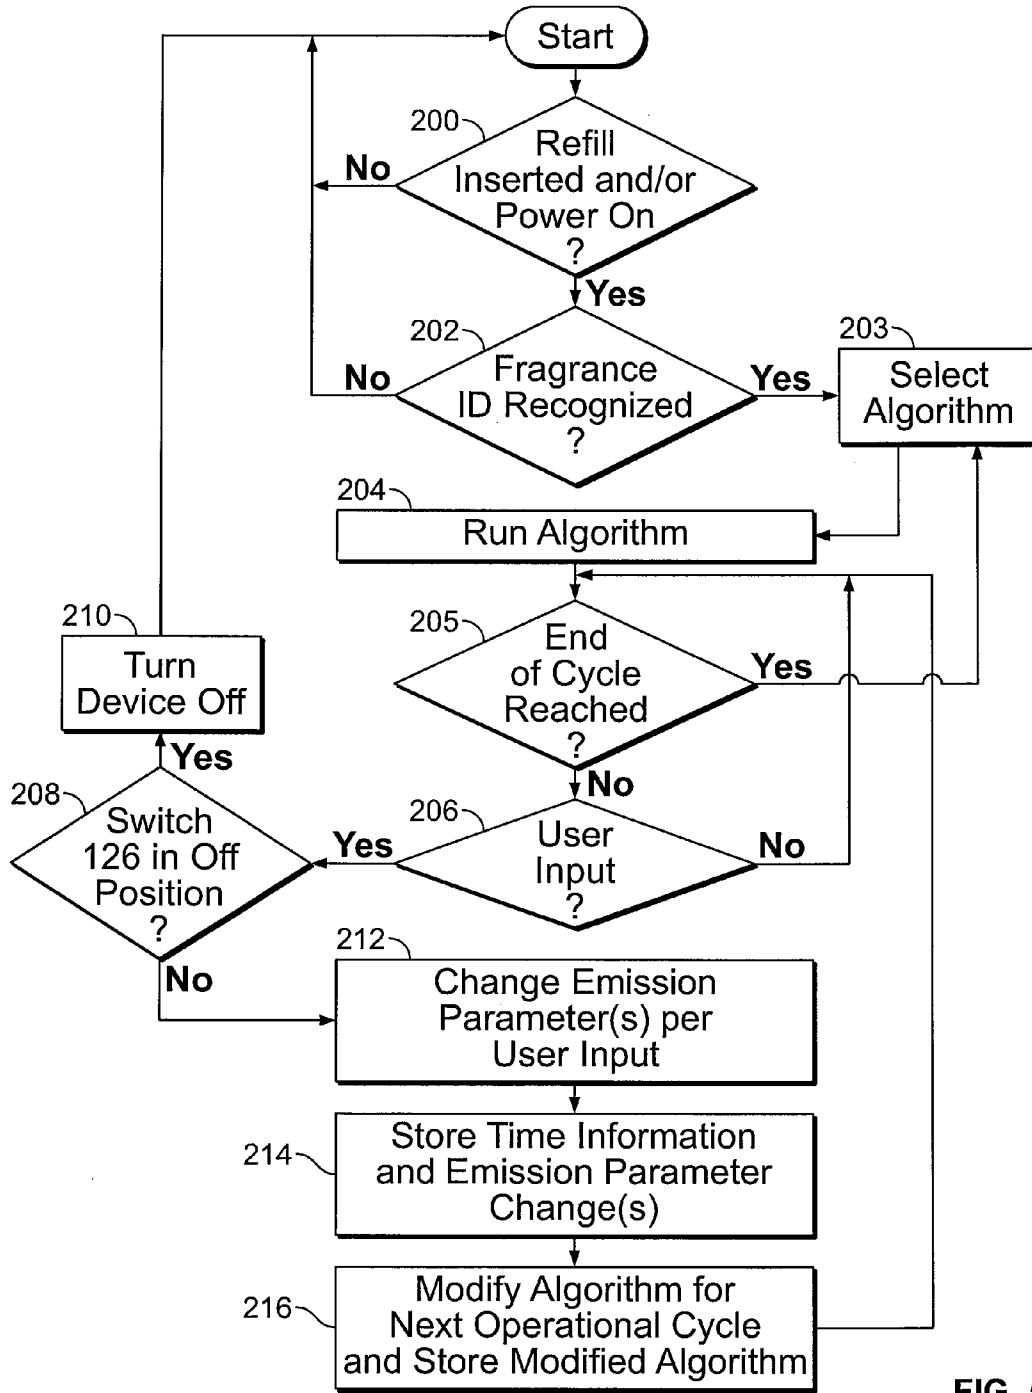 Start
200
Refill
Inserted and/or
Power On
?
No
Yes
202
Fragrance
ID Recognized
?
No
Yes
203
Select
Algorithm
204
Run Algorithm
205
End
of Cycle
Reached
?
Yes
No
210
Turn
Device Off
Yes
208
Switch
126 in Off
Position
?
No
206
User
Input
?
Yes
No
212
Change Emission
Parameter(s) per
User Input
214
Store Time Information
and Emission Parameter
Change(s)
216
Modify Algorithm for
Next Operational Cycle
and Store Modified Algorithm
FIG.